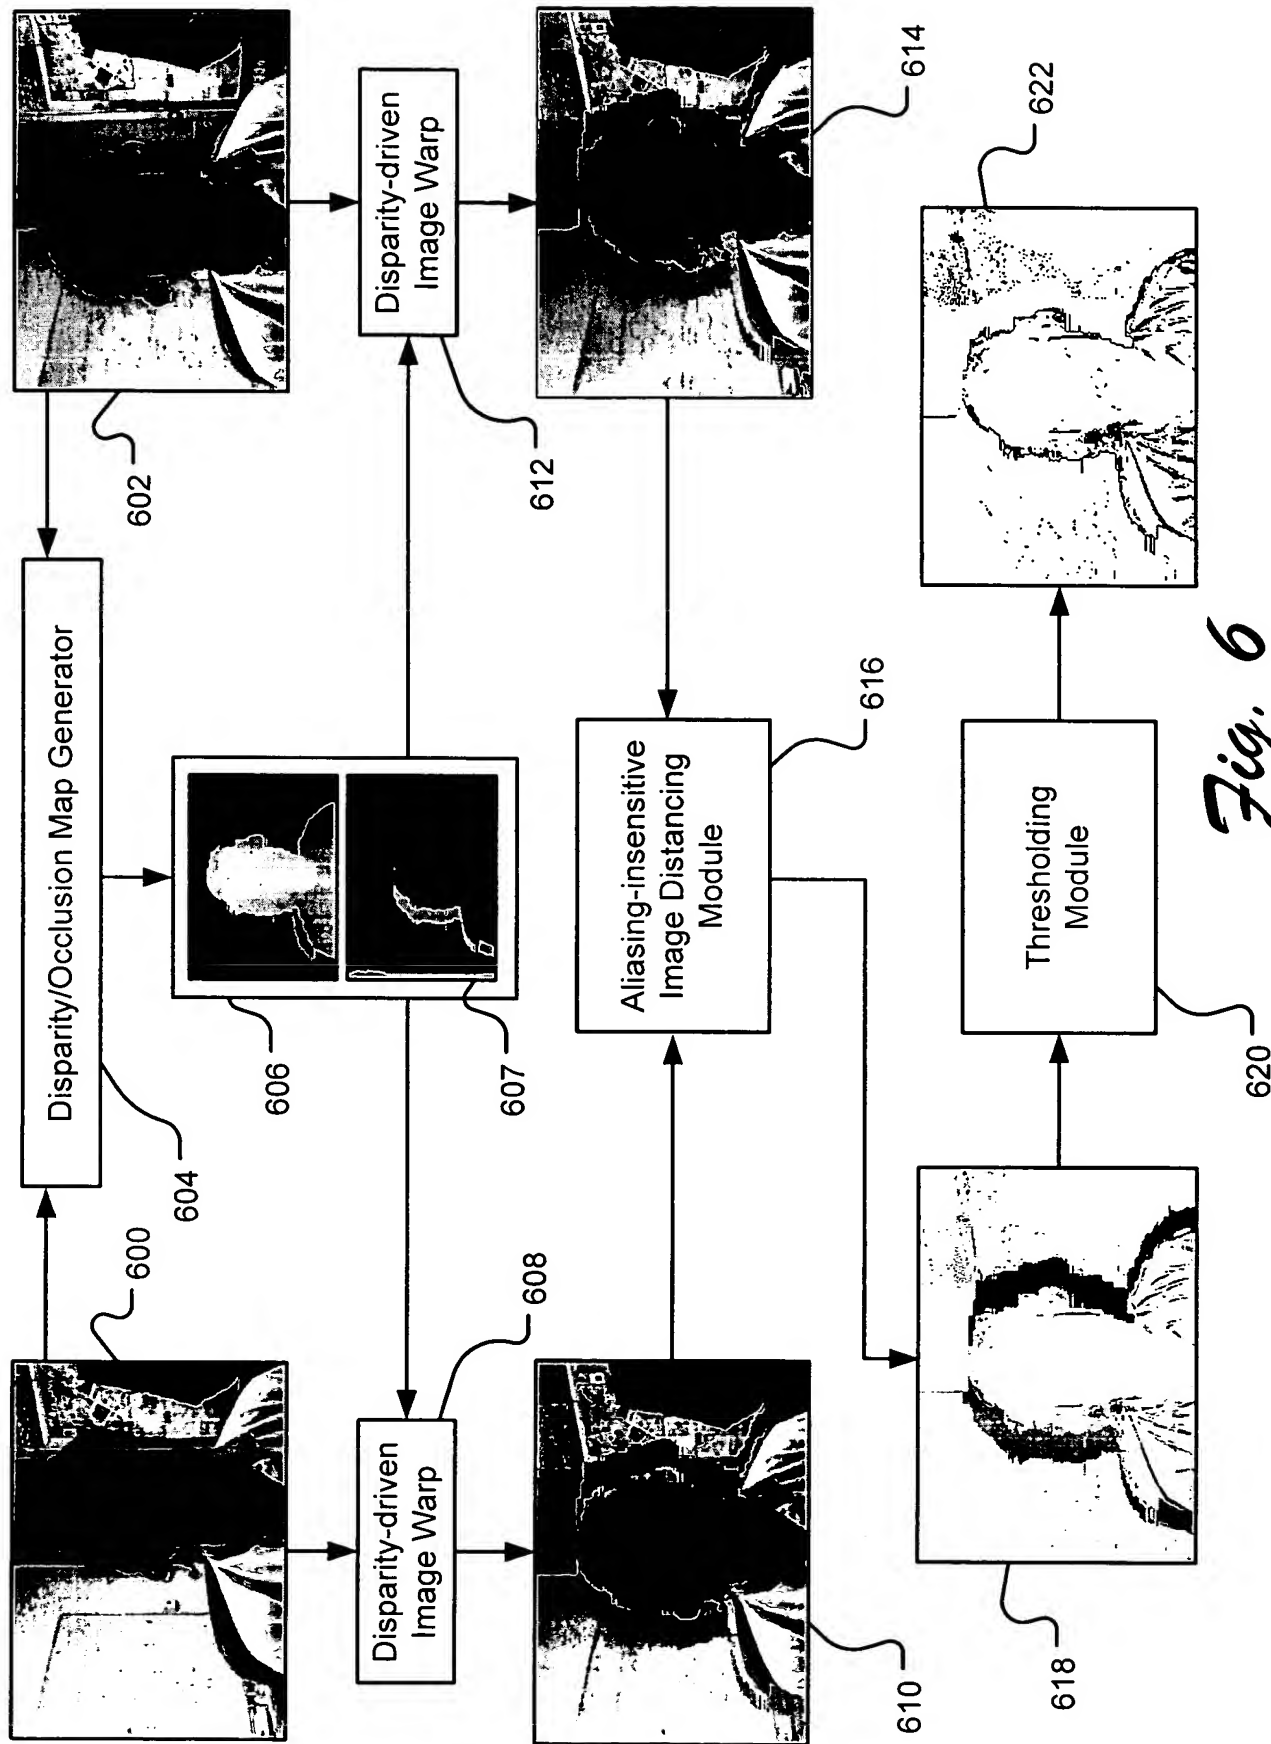 600
Disparity/Occlusion Map Generator
604
602
606
607
Disparity-driven
Image Warp
608
Disparity-driven
Image Warp
612
610
Aliasing-insensitive
Image Distancing
Module
616
614
618
Thresholding
Module
620
622
Fig. 6